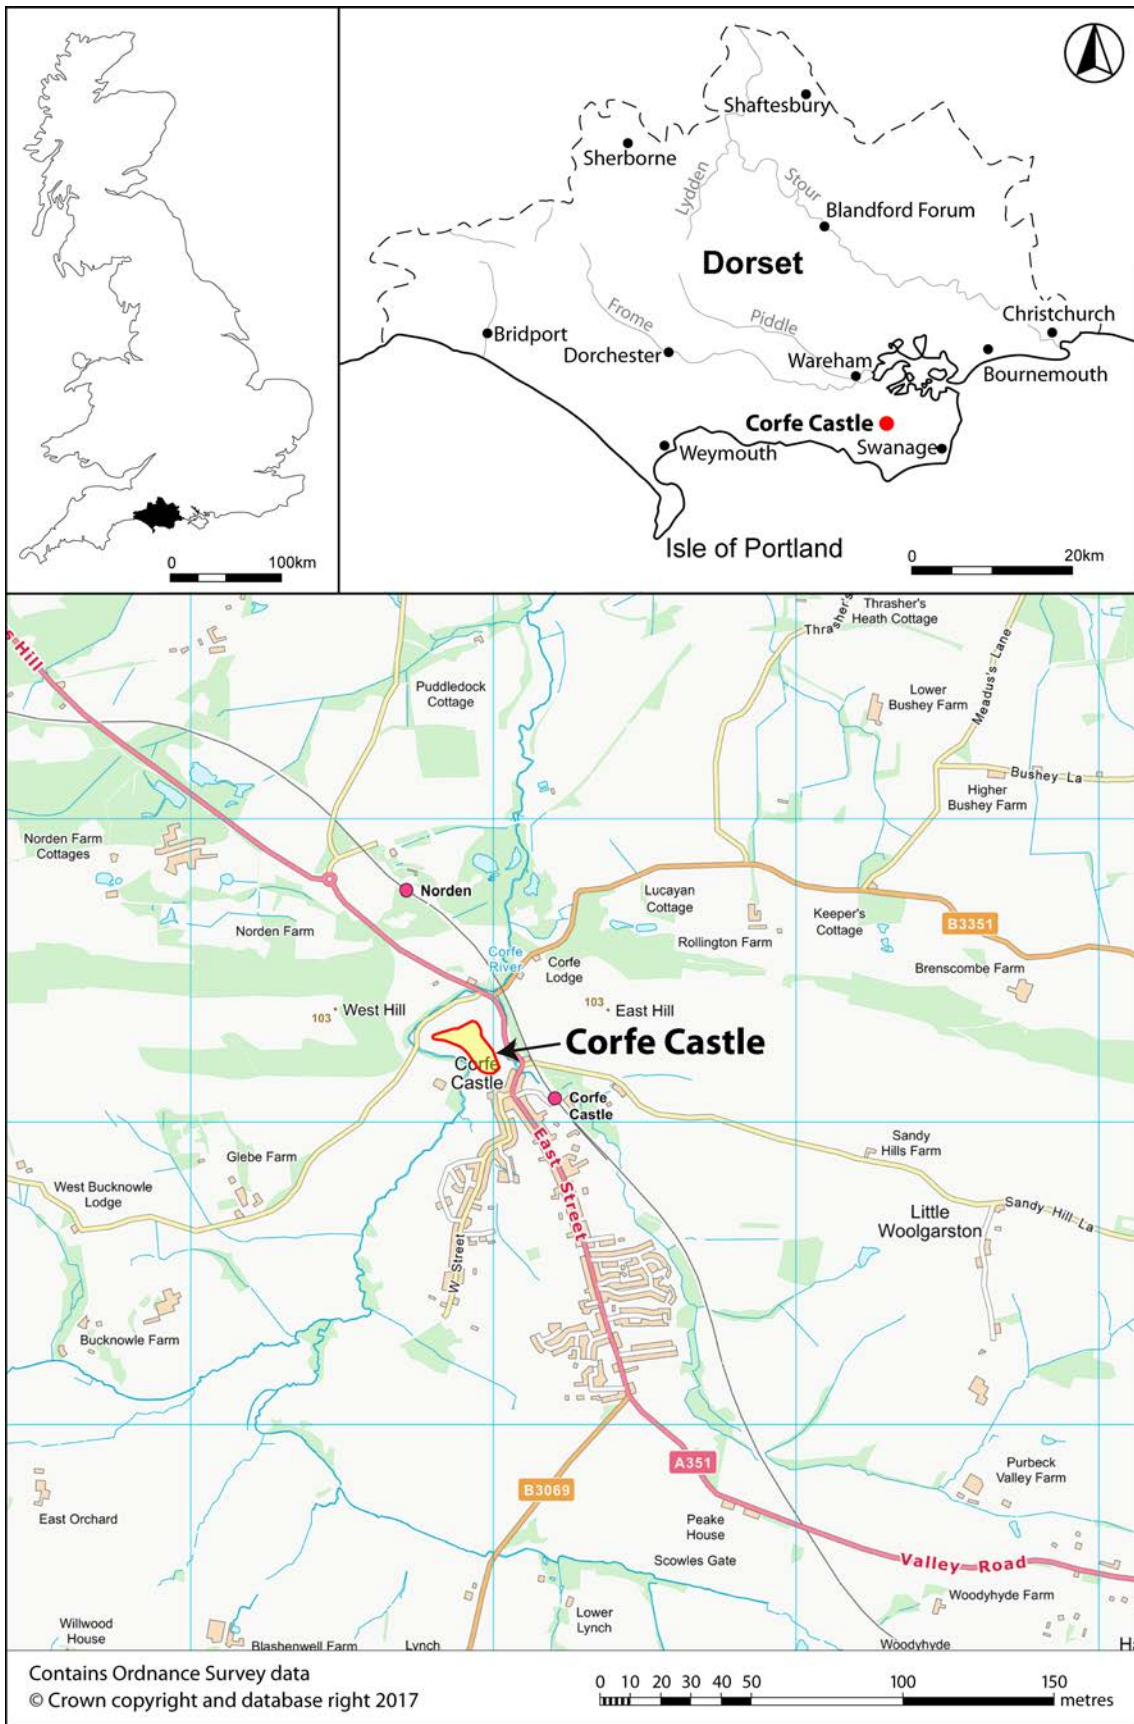 0
100km
Shaftesbury
Sherborne
Lydden
Stour
Blandford Forum
Dorset
Christchurch
Frome
Piddle
Bridport
Dorchester
Wareham
Bournemouth
Corfe Castle
Weymouth
Swanage
Isle of Portland
0
20km
s Hill
Puddledock
Cottage
Thrasher's
Thrasher's
Heath Cottage
Lower
Bushey Farm
Meadus's Lane
Bushey La
Higher
Bushey Farm
Norden Farm
Cottages
Norden
Norden Farm
Lucayan
Cottage
Rollington Farm
Keeper's
Cottage
B3351
Brenscombe Farm
Corfe
River
Corfe
Lodge
103
West Hill
103
East Hill
Corfe Castle
Corfe
Castle
Corfe
Castle
Glebe Farm
West Bucknowle
Lodge
East Street
W Street
Sandy
Hills Farm
Little
Woolgarston
Sandy Hill La
Bucknowle Farm
A351
B3069
Purbeck
Valley Farm
East Orchard
Peake
House
Scowles Gate
Valley Road
Woodyhyde Farm
Willwood
House
Blashenwell Farm
Lynch
Lower
Lynch
Woodyhyde
Ha
Contains Ordnance Survey data
© Crown copyright and database right 2017
0 10 20 30 40 50 100 150
metres